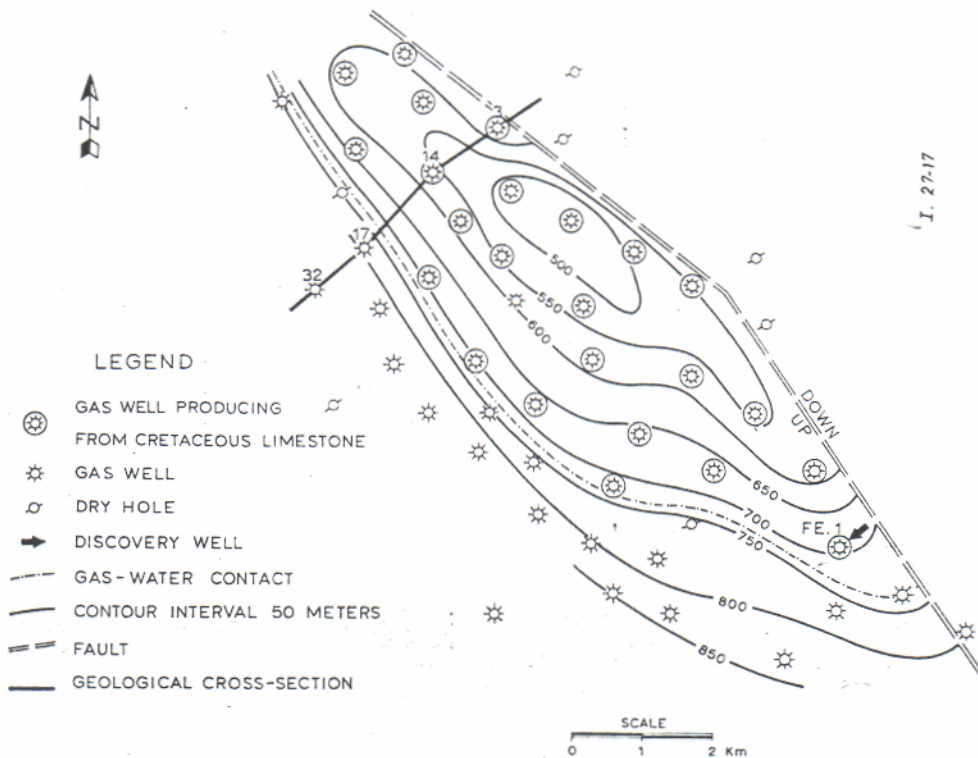 N
3
14
17
32
I. 27-17
500
550
600
650
700
750
800
850
DOWN
UP
FE. 1
LEGEND
GAS WELL PRODUCING
FROM CRETACEOUS LIMESTONE
GAS WELL
DRY HOLE
DISCOVERY WELL
GAS-WATER CONTACT
CONTOUR INTERVAL 50 METERS
FAULT
GEOLOGICAL CROSS-SECTION
SCALE
0 1 2 Km